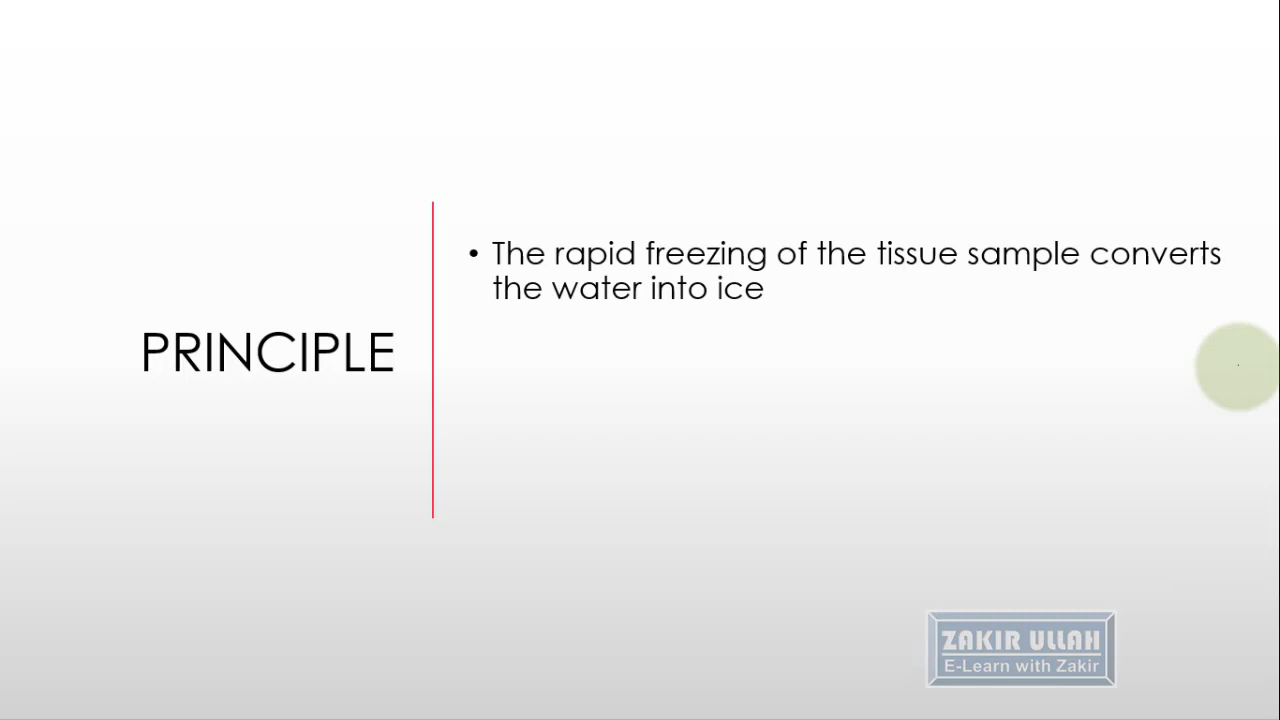 PRINCIPLE
• The rapid freezing of the tissue sample converts
the water into ice
ZAKIR ULLAH
E-Learn with Zakir